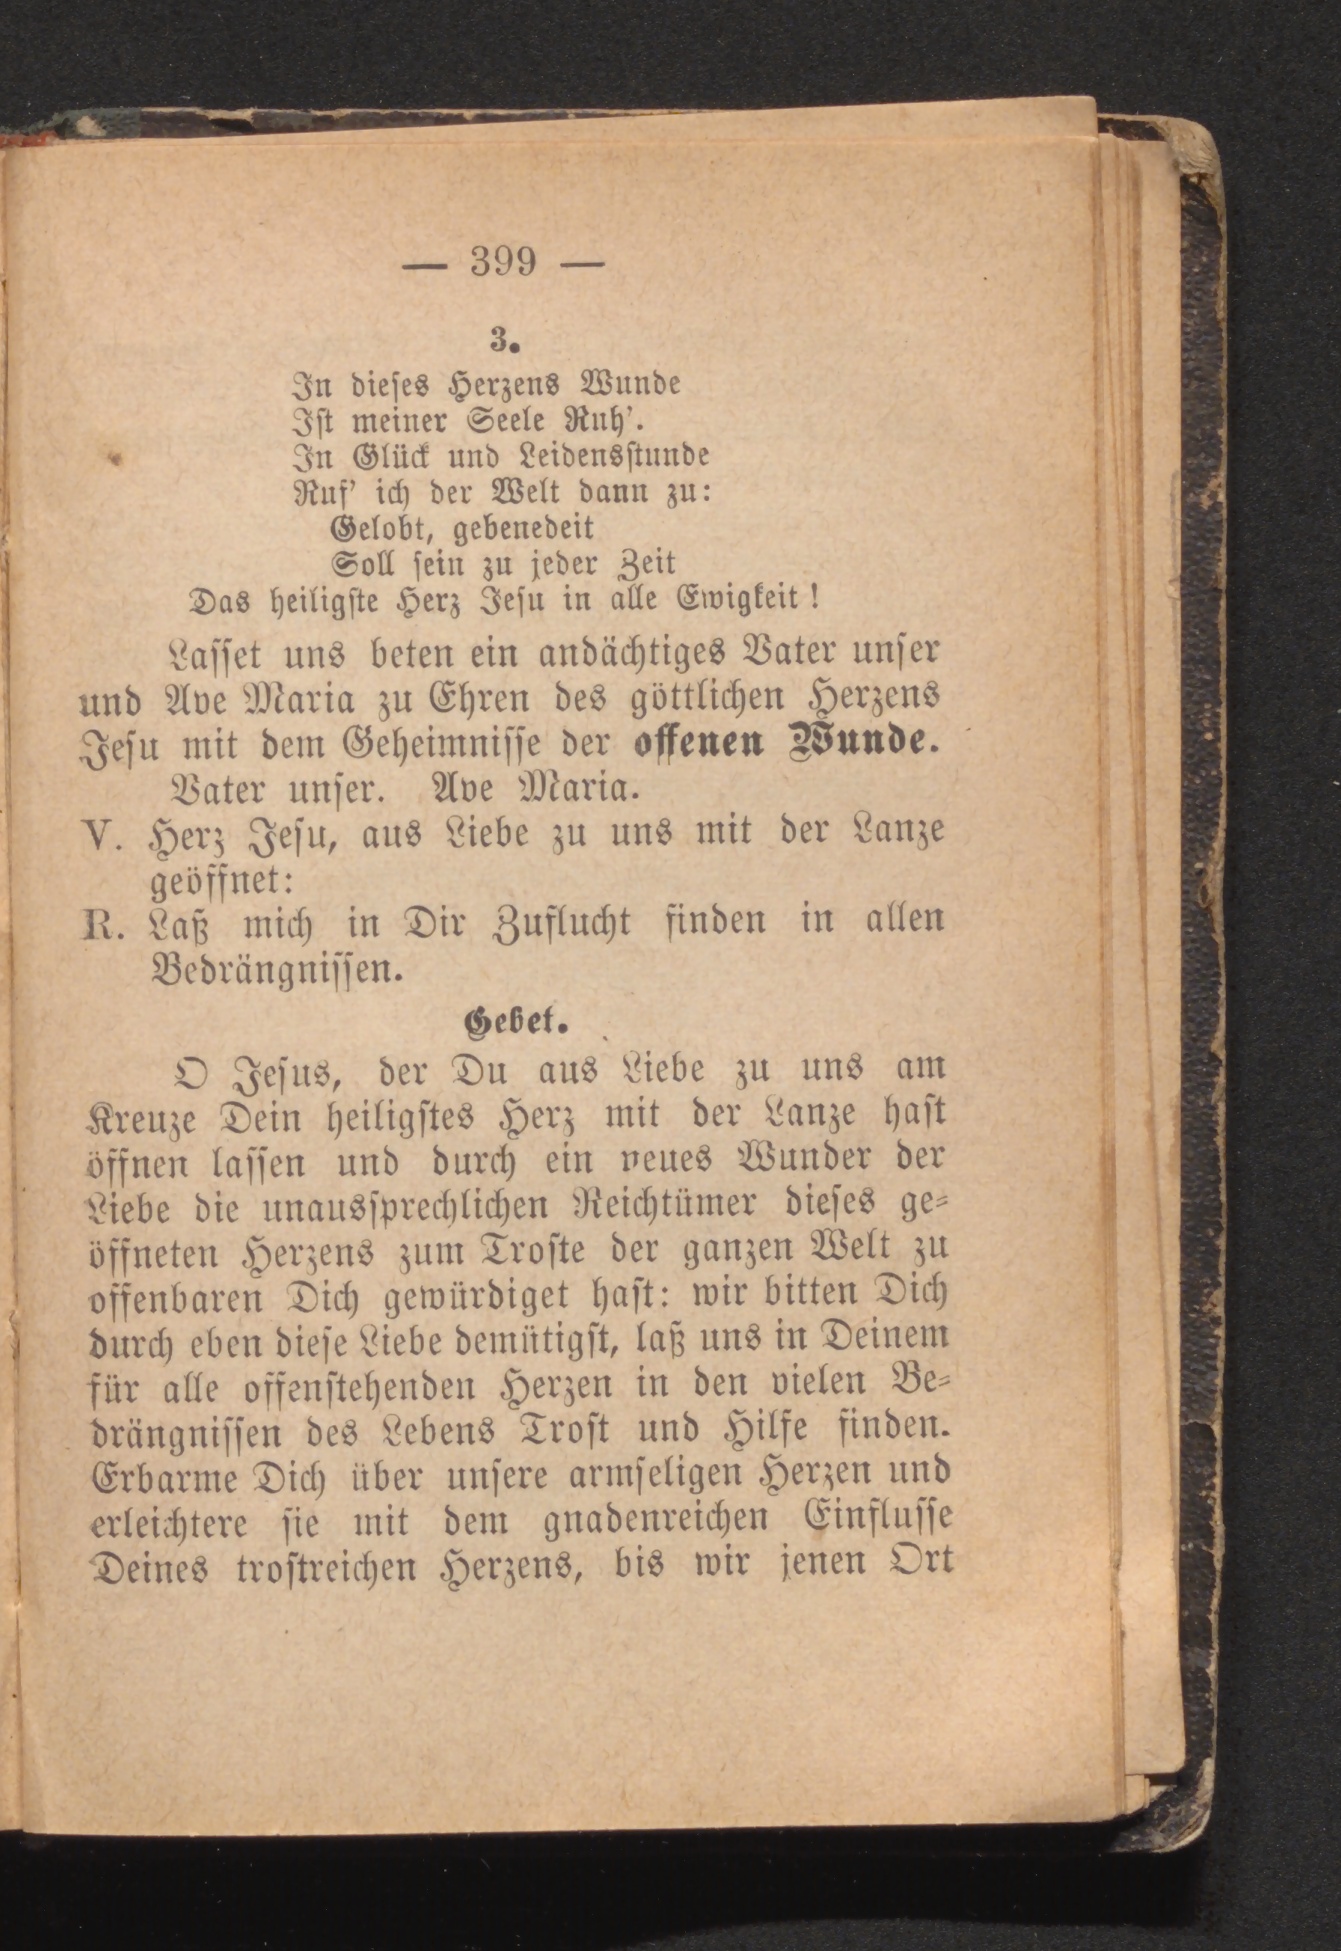 — 399 —
3.
In dieses Herzens Wunde
Ist meiner Seele Ruh'.
In Glück und Leidensstunde
Ruf' ich der Welt dann zu:
Gelobt, gebenedeit
Soll sein zu jeder Zeit
Das heiligste Herz Jesu in alle Ewigkeit!
Lasset uns beten ein andächtiges Vater unser
und Ave Maria zu Ehren des göttlichen Herzens
Jesu mit dem Geheimnisse der offenen Wunde.
Vater unser. Ave Maria.
V. Herz Jesu, aus Liebe zu uns mit der Lanze
geöffnet:
R. Laß mich in Dir Zuflucht finden in allen
Bedrängnissen.
Gebet.
O Jesus, der Du aus Liebe zu uns am
Kreuze Dein heiligstes Herz mit der Lanze hast
öffnen lassen und durch ein neues Wunder der
Liebe die unaussprechlichen Reichtümer dieses ge-
öffneten Herzens zum Troste der ganzen Welt zu
offenbaren Dich gewürdiget hast: wir bitten Dich
durch eben diese Liebe demütigst, laß uns in Deinem
für alle offenstehenden Herzen in den vielen Be-
drängnissen des Lebens Trost und Hilfe finden.
Erbarme Dich über unsere armseligen Herzen und
erleichtere sie mit dem gnadenreichen Einflusse
Deines trostreichen Herzens, bis wir jenen Ort